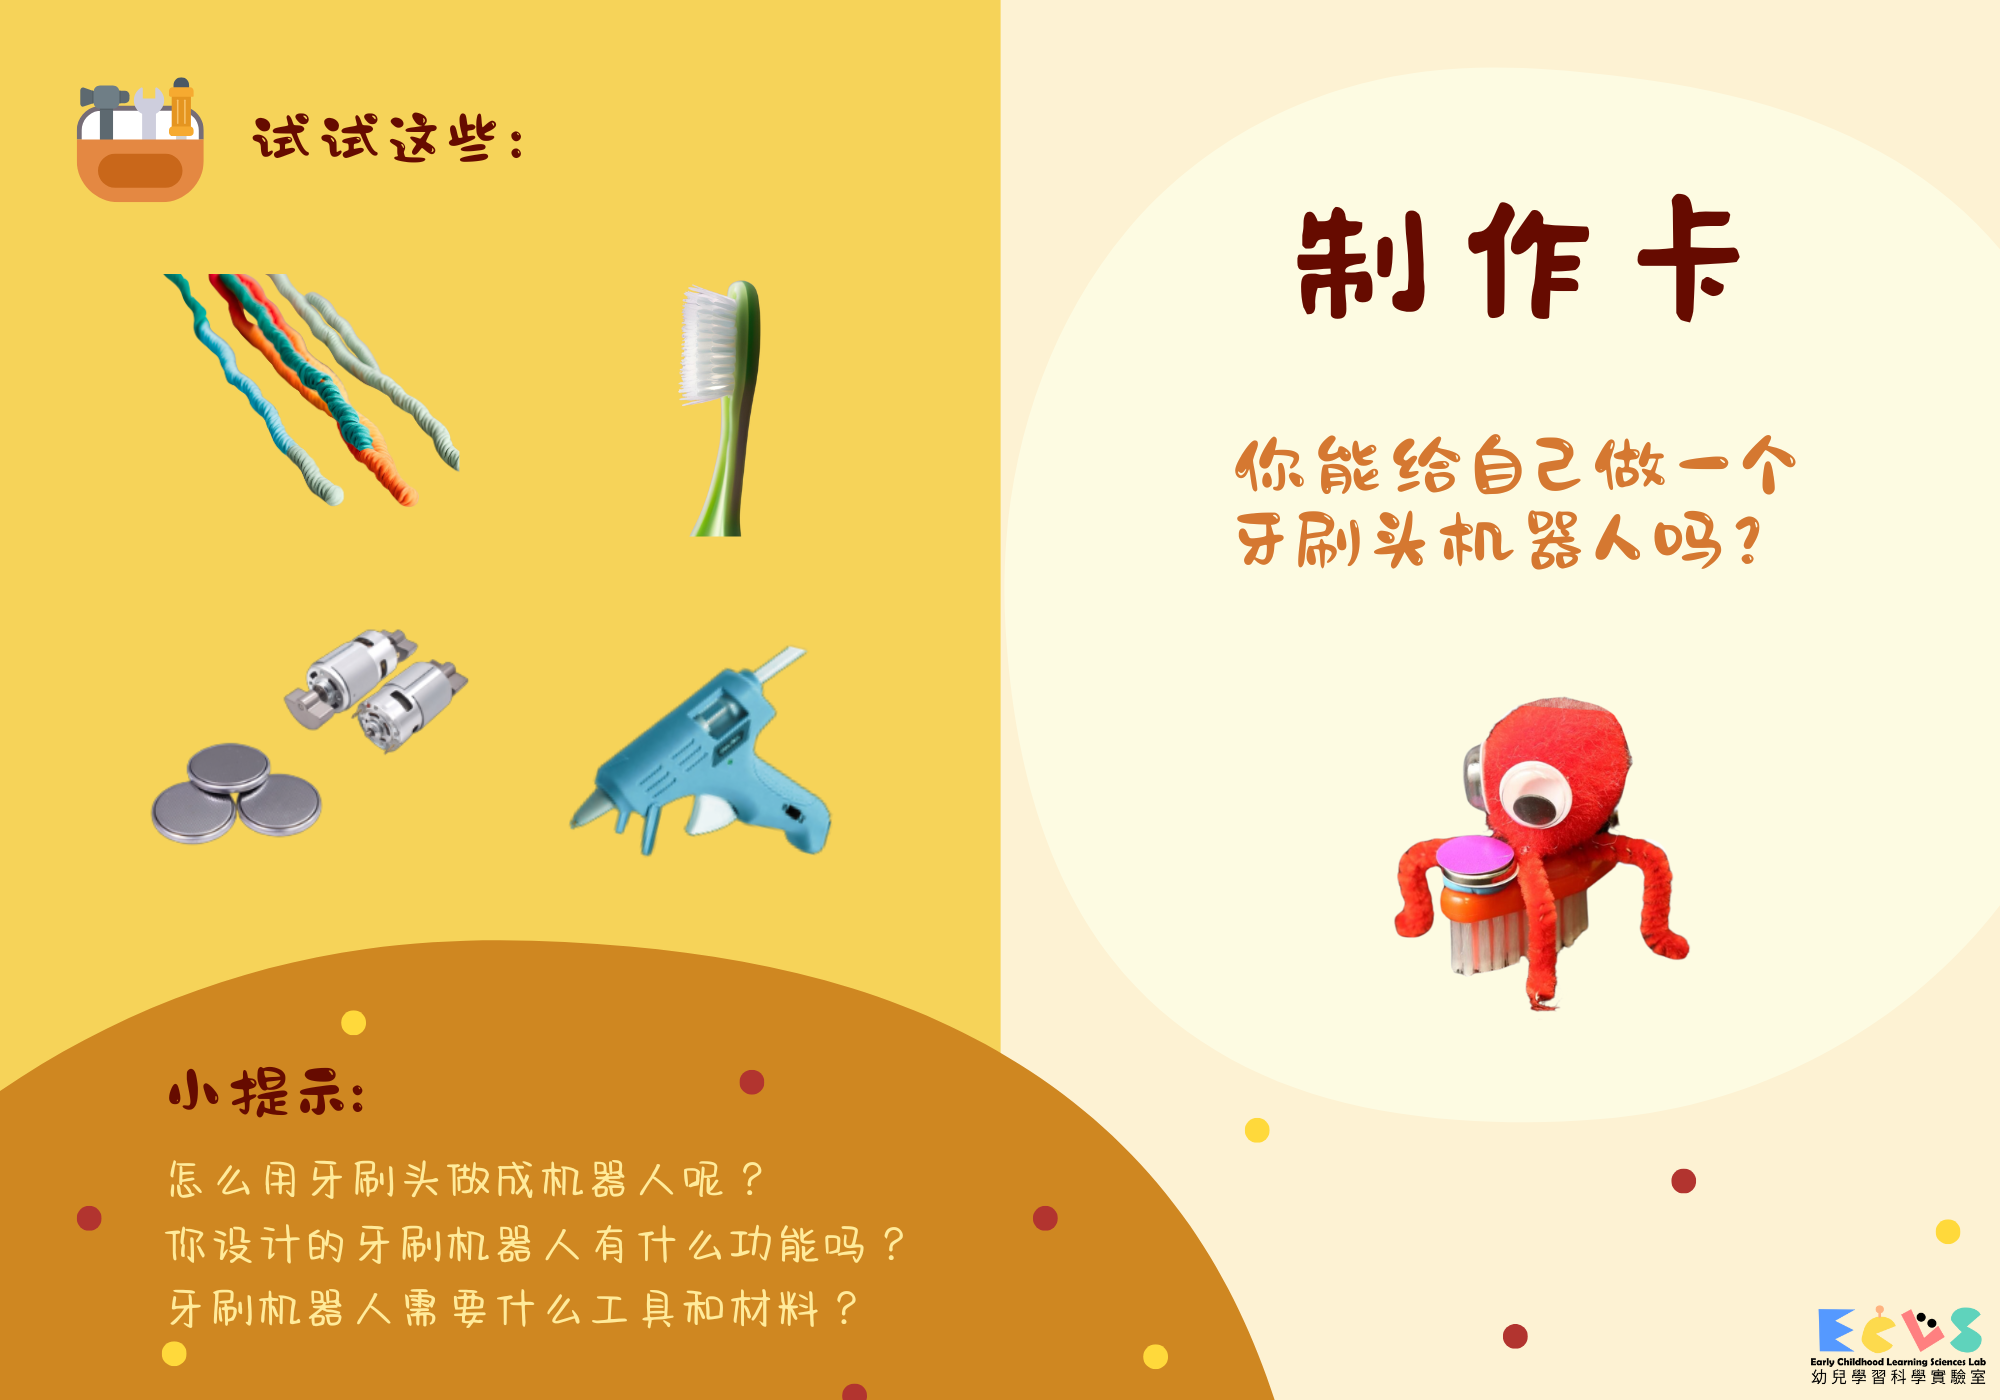 试试这些：
小提示：
怎么用牙刷头做成机器人呢？
你设计的牙刷机器人有什么功能吗？
牙刷机器人需要什么工具和材料？
制作卡
你能给自己做一个
牙刷头机器人吗？
ECLS
Early Childhood Learning Sciences Lab
幼兒學習科學實驗室